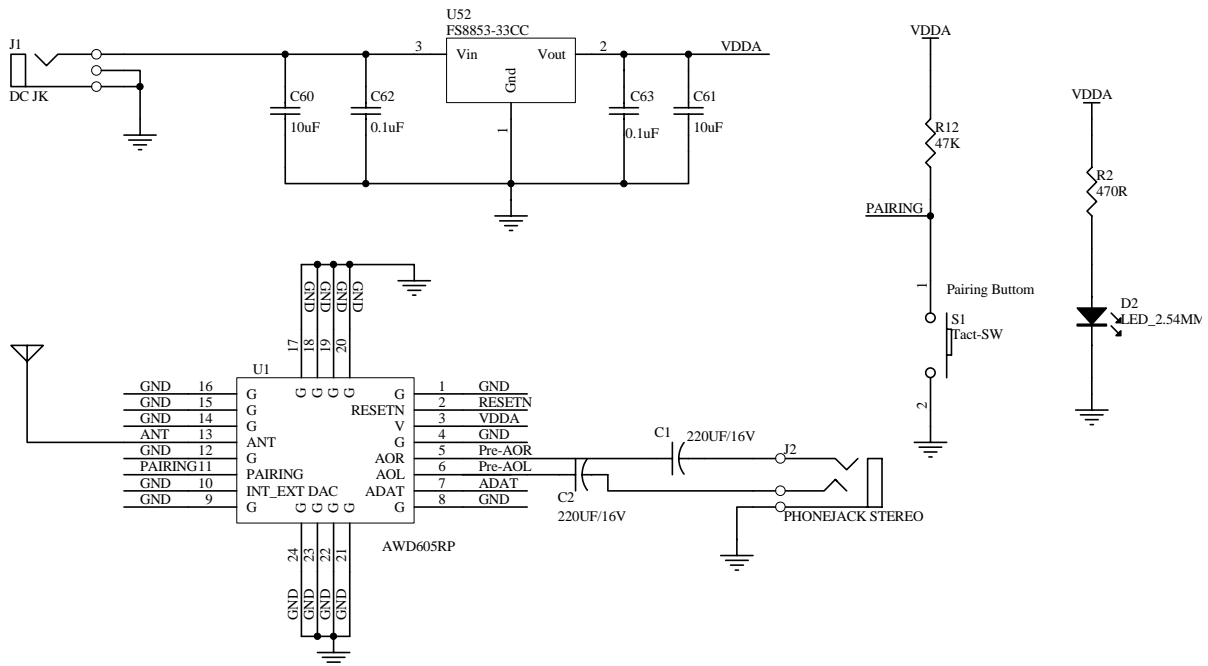 U52
FS8853-33CC
J1
DC JK
3
Vin
Vout
2
Gnd
1
VDDA
C60
10uF
C62
0.1uF
C63
0.1uF
C61
10uF
VDDA
R12
47K
PAIRING
1
Pairing Buttom
S1
Tact-SW
2
VDDA
R2
470R
D2
LED_2.54MM
GND
GND
GND
GND
17
18
19
20
U1
G
G
G
G
GND 16 G
GND 15 G
GND 14 G
ANT 13 ANT
GND 12 G
PAIRING 11 PAIRING
GND 10 INT_EXT DAC
GND 9 G
G 1 GND
RESETN 2 RESETN
V 3 VDDA
G 4 GND
AOR 5 Pre-AOR
AOL 6 Pre-AOL
ADAT 7 ADAT
G 8 GND
G
G
G
G
24
23
22
21
GND
GND
GND
GND
AWD605RP
C1
220UF/16V
C2
220UF/16V
J2
PHONEJACK STEREO